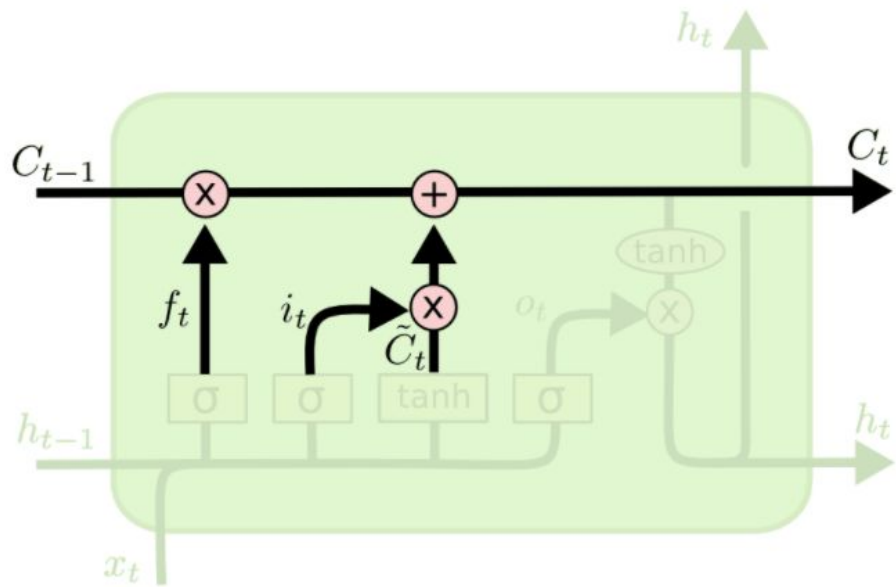 h_t
C_{t-1}
C_t
x
+
tanh
f_t
i_t
x
o_t
x
C̃_t
σ
σ
tanh
σ
h_{t-1}
h_t
x_t